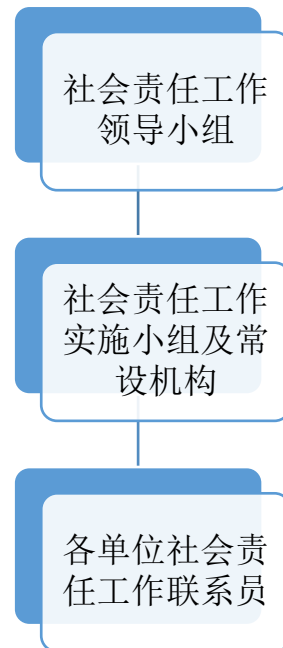 社会责任工作
领导小组
社会责任工作
实施小组及常
设机构
各单位社会责
任工作联系员